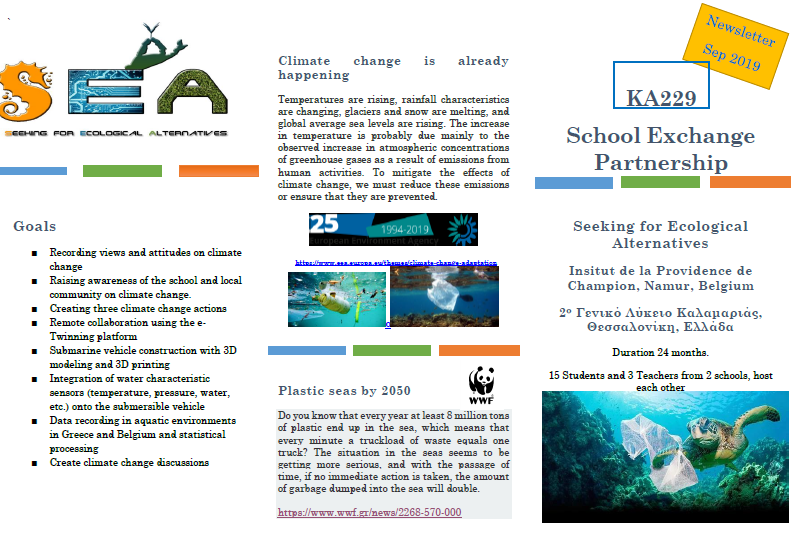 SEA
SEEKING FOR ECOLOGICAL ALTERNATIVES
Goals
■ Recording views and attitudes on climate
change
■ Raising awareness of the school and local
community on climate change.
■ Creating three climate change actions
■ Remote collaboration using the e-
Twinning platform
■ Submarine vehicle construction with 3D
modeling and 3D printing
■ Integration of water characteristic
sensors (temperature, pressure, water,
etc.) onto the submersible vehicle
■ Data recording in aquatic environments
in Greece and Belgium and statistical
processing
■ Create climate change discussions
Climate change is already
happening
Temperatures are rising, rainfall characteristics
are changing, glaciers and snow are melting, and
global average sea levels are rising. The increase
in temperature is probably due mainly to the
observed increase in atmospheric concentrations
of greenhouse gases as a result of emissions from
human activities. To mitigate the effects of
climate change, we must reduce these emissions
or ensure that they are prevented.
25
1994-2019
European Environment Agency
https://www.eea.europa.eu/themes/climate-change-adaptation
Plastic seas by 2050
WWF
Do you know that every year at least 8 million tons
of plastic end up in the sea, which means that
every minute a truckload of waste equals one
truck? The situation in the seas seems to be
getting more serious, and with the passage of
time, if no immediate action is taken, the amount
of garbage dumped into the sea will double.
https://www.wwf.gr/news/2268-570-000
Newsletter
Sep 2019
KA229
School Exchange
Partnership
Seeking for Ecological
Alternatives
Insitut de la Providence de
Champion, Namur, Belgium
2ο Γενικό Λύκειο Καλαμαριάς,
Θεσσαλονίκη, Ελλάδα
Duration 24 months.
15 Students and 3 Teachers from 2 schools, host
each other